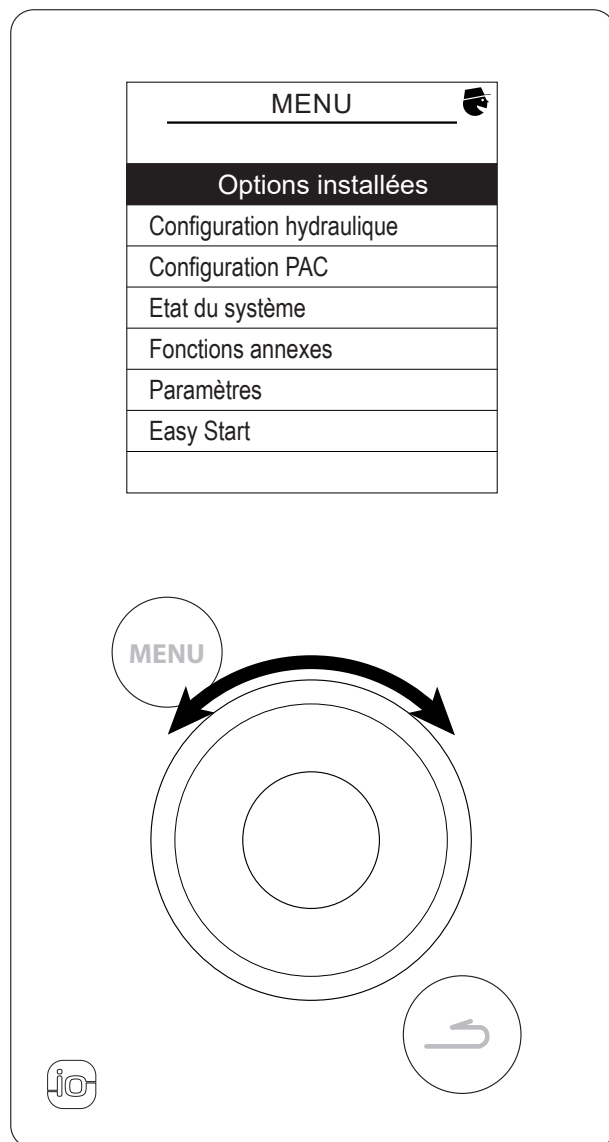 MENU
Options installées
Configuration hydraulique
Configuration PAC
Etat du système
Fonctions annexes
Paramètres
Easy Start
MENU
io